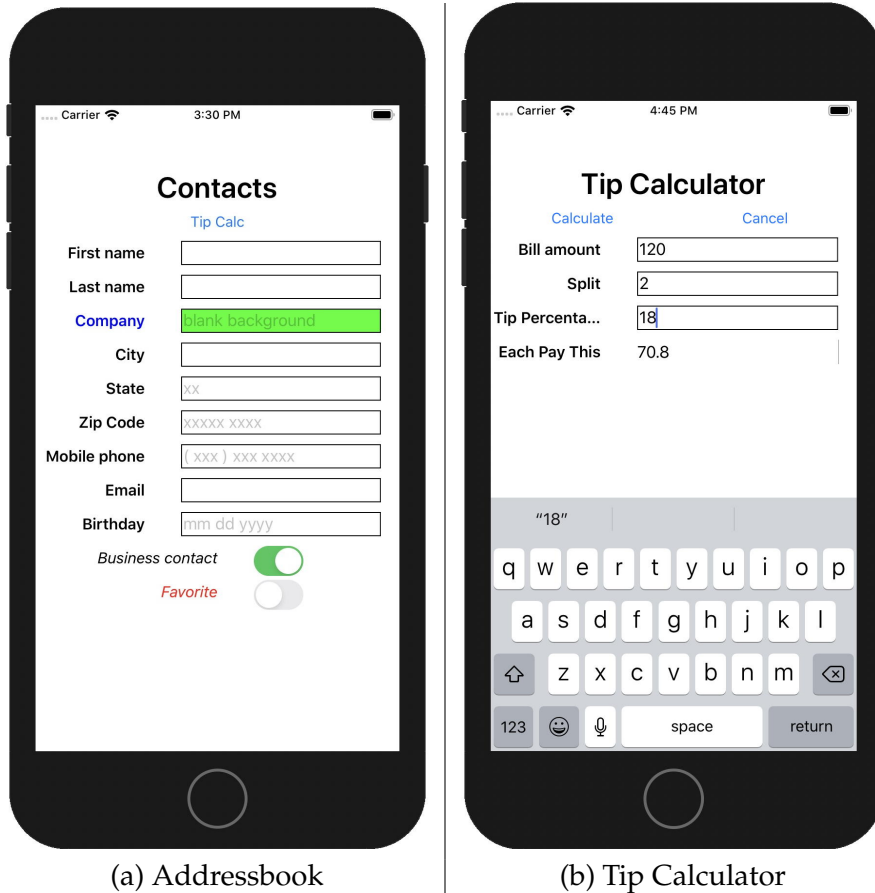 Carrier 3:30 PM
Contacts
Tip Calc
First name
Last name
Company blank background
City
State xx
Zip Code xxxxx xxxx
Mobile phone ( xxx ) xxx xxxx
Email
Birthday mm dd yyyy
Business contact
Favorite
(a) Addressbook
Carrier 4:45 PM
Tip Calculator
Calculate Cancel
Bill amount 120
Split 2
Tip Percenta... 18
Each Pay This 70.8
“18”
q w e r t y u i o p
a s d f g h j k l
z x c v b n m
123 space return
(b) Tip Calculator